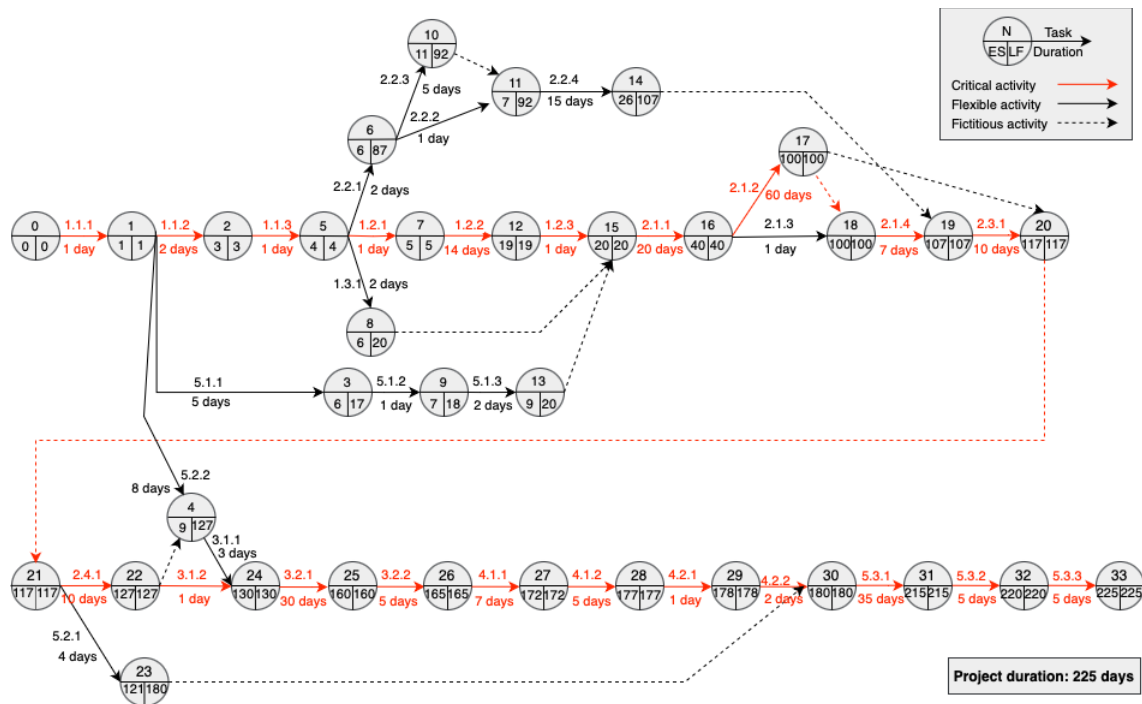 N
Task
ES LF
Duration
Critical activity
Flexible activity
Fictitious activity
10
11 92
2.2.3
5 days
11
7 92
2.2.4
15 days
14
26 107
2.2.2
1 day
6
6 87
2.2.1
2 days
17
100 100
2.1.2
60 days
0
0 0
1.1.1
1 day
1
1 1
1.1.2
2 days
2
3 3
1.1.3
1 day
5
4 4
1.2.1
1 day
7
5 5
1.2.2
14 days
12
19 19
1.2.3
1 day
15
20 20
2.1.1
20 days
16
40 40
2.1.3
1 day
18
100 100
2.1.4
7 days
19
107 107
2.3.1
10 days
20
117 117
1.3.1
2 days
8
6 20
5.1.1
5 days
3
6 17
5.1.2
1 day
9
7 18
5.1.3
2 days
13
9 20
5.2.2
8 days
4
9 127
3.1.1
3 days
21
117 117
2.4.1
10 days
22
127 127
3.1.2
1 day
24
130 130
3.2.1
30 days
25
160 160
3.2.2
5 days
26
165 165
4.1.1
7 days
27
172 172
4.1.2
5 days
28
177 177
4.2.1
1 day
29
178 178
4.2.2
2 days
30
180 180
5.3.1
35 days
31
215 215
5.3.2
5 days
32
220 220
5.3.3
5 days
33
225 225
5.2.1
4 days
23
121 180
Project duration: 225 days